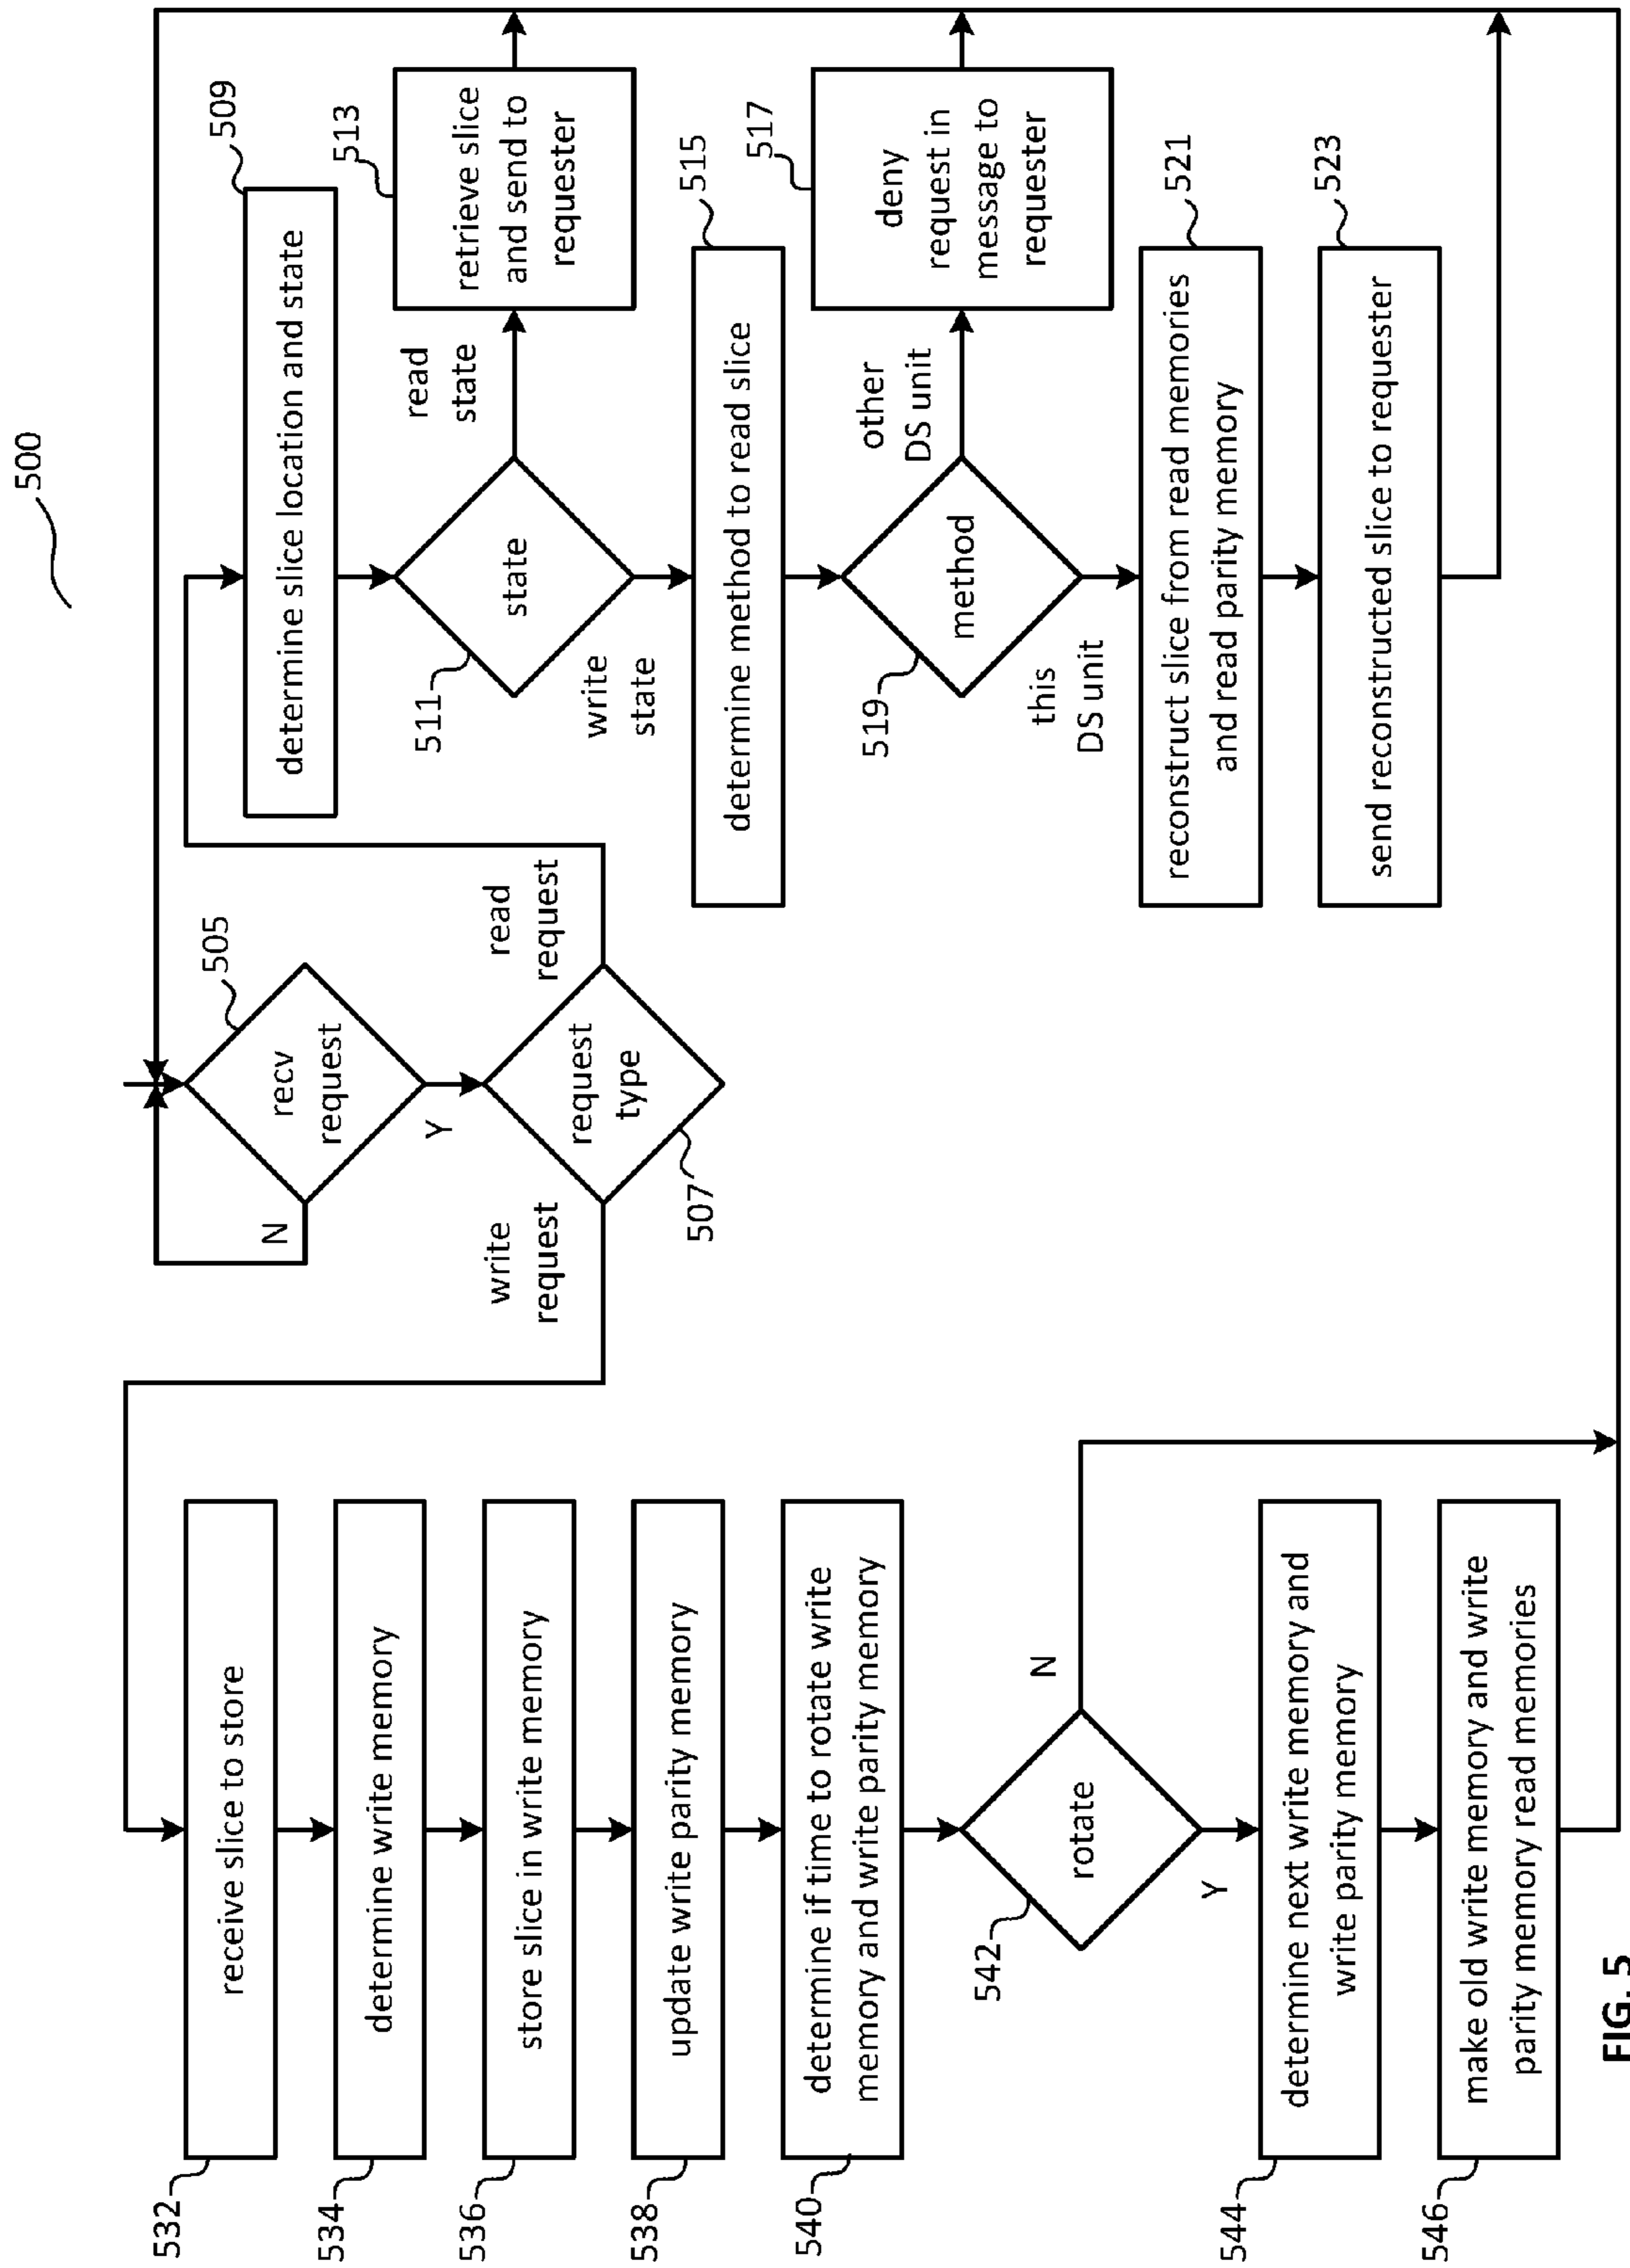 500
505
recv
request
N
Y
request
type
507
write
request
read
request
532
receive slice to store
534
determine write memory
536
store slice in write memory
538
update write parity memory
540
determine if time to rotate write
memory and write parity memory
542
rotate
N
Y
544
determine next write memory and
write parity memory
546
make old write memory and write
parity memory read memories
509
determine slice location and state
511
state
read
state
513
retrieve slice
and send to
requester
write
state
515
determine method to read slice
519
method
other
DS unit
517
deny
request in
message to
requester
this
DS unit
521
reconstruct slice from read memories
and read parity memory
523
send reconstructed slice to requester
FIG. 5